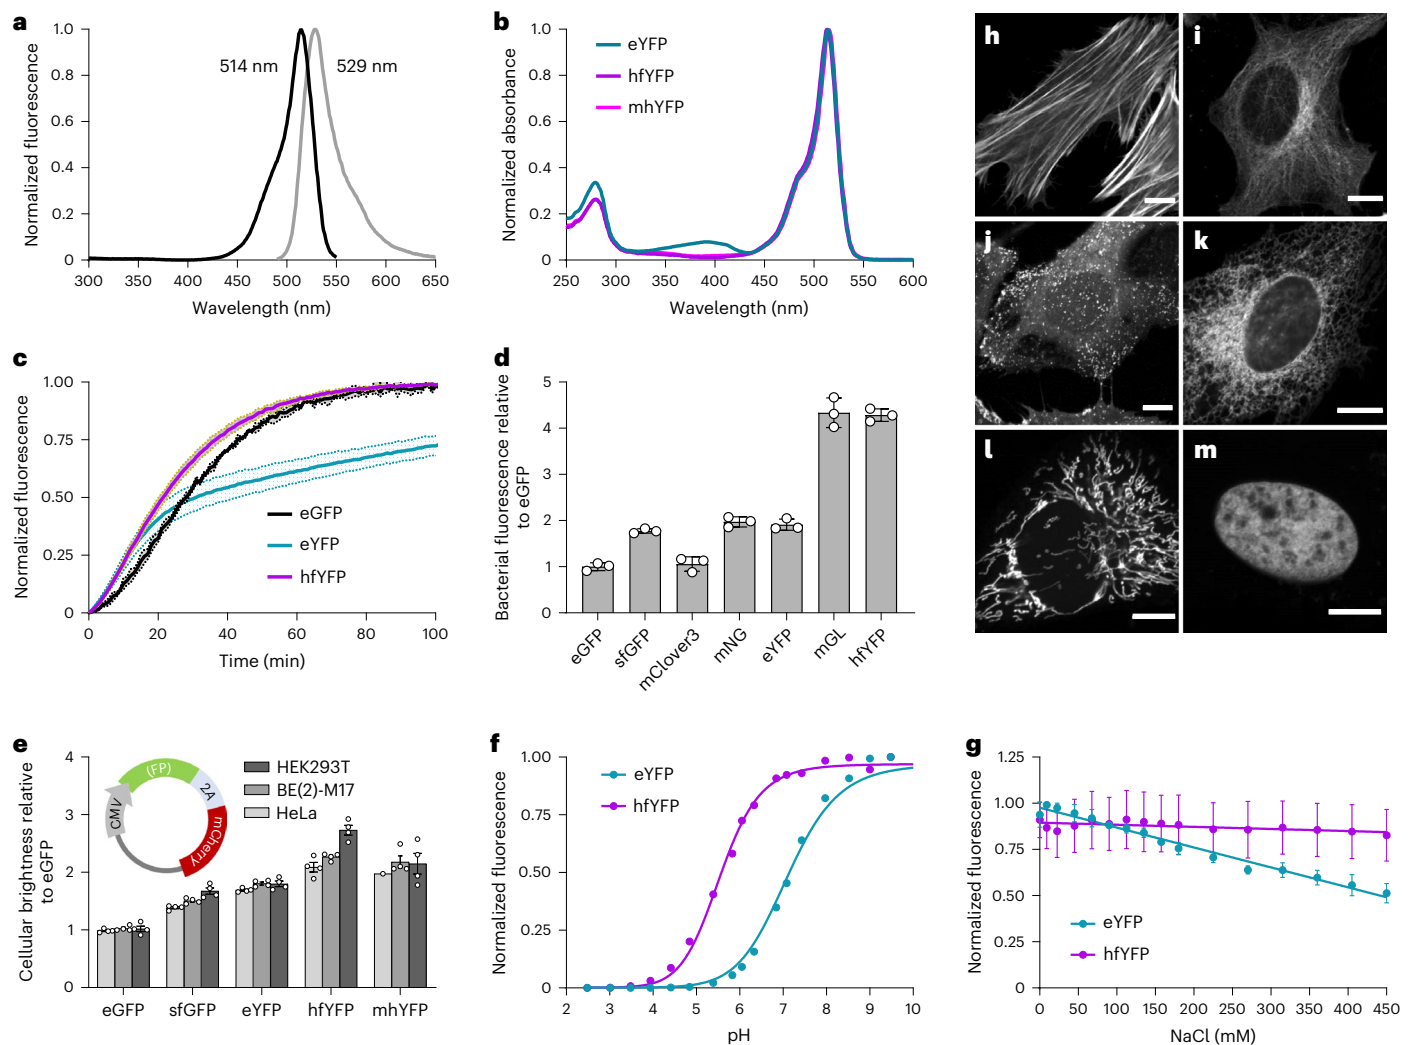 a
Normalized fluorescence
1.0
0.8
0.6
0.4
0.2
0
514 nm
529 nm
300 350 400 450 500 550 600 650
Wavelength (nm)
b
Normalized absorbance
1.0
0.8
0.6
0.4
0.2
0
eYFP
hfYFP
mhYFP
250 300 350 400 450 500 550 600
Wavelength (nm)
h
i
j
k
l
m
c
Normalized fluorescence
1.00
0.75
0.50
0.25
0
eGFP
eYFP
hfYFP
0 20 40 60 80 100
Time (min)
d
Bacterial fluorescence relative
to eGFP
5
4
3
2
1
0
eGFP
sfGFP
mClover3
mNG
eYFP
mGL
hfYFP
e
Cellular brightness relative
to eGFP
4
3
2
1
0
CMV
(FP)
2A
mCherry
HEK293T
BE(2)-M17
HeLa
eGFP sfGFP eYFP hfYFP mhYFP
f
Normalized fluorescence
1.00
0.75
0.50
0.25
0
eYFP
hfYFP
2 3 4 5 6 7 8 9 10
pH
g
Normalized fluorescence
1.25
1.00
0.75
0.50
0.25
0
eYFP
hfYFP
0 50 100 150 200 250 300 350 400 450
NaCl (mM)